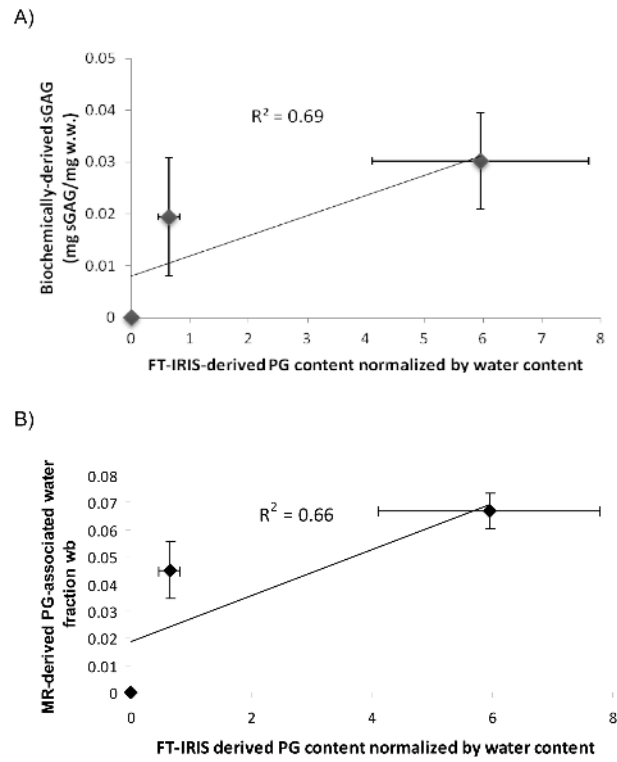 A)
0.05
0.04
0.03
0.02
0.01
0
R² = 0.69
Biochemically-derived sGAG
(mg sGAG/mg w.w.)
0 1 2 3 4 5 6 7 8
FT-IRIS-derived PG content normalized by water content
B)
0.08
0.07
0.06
0.05
0.04
0.03
0.02
0.01
0
R² = 0.66
MR-derived PG-associated water
fraction wb
0 2 4 6 8
FT-IRIS derived PG content normalized by water content